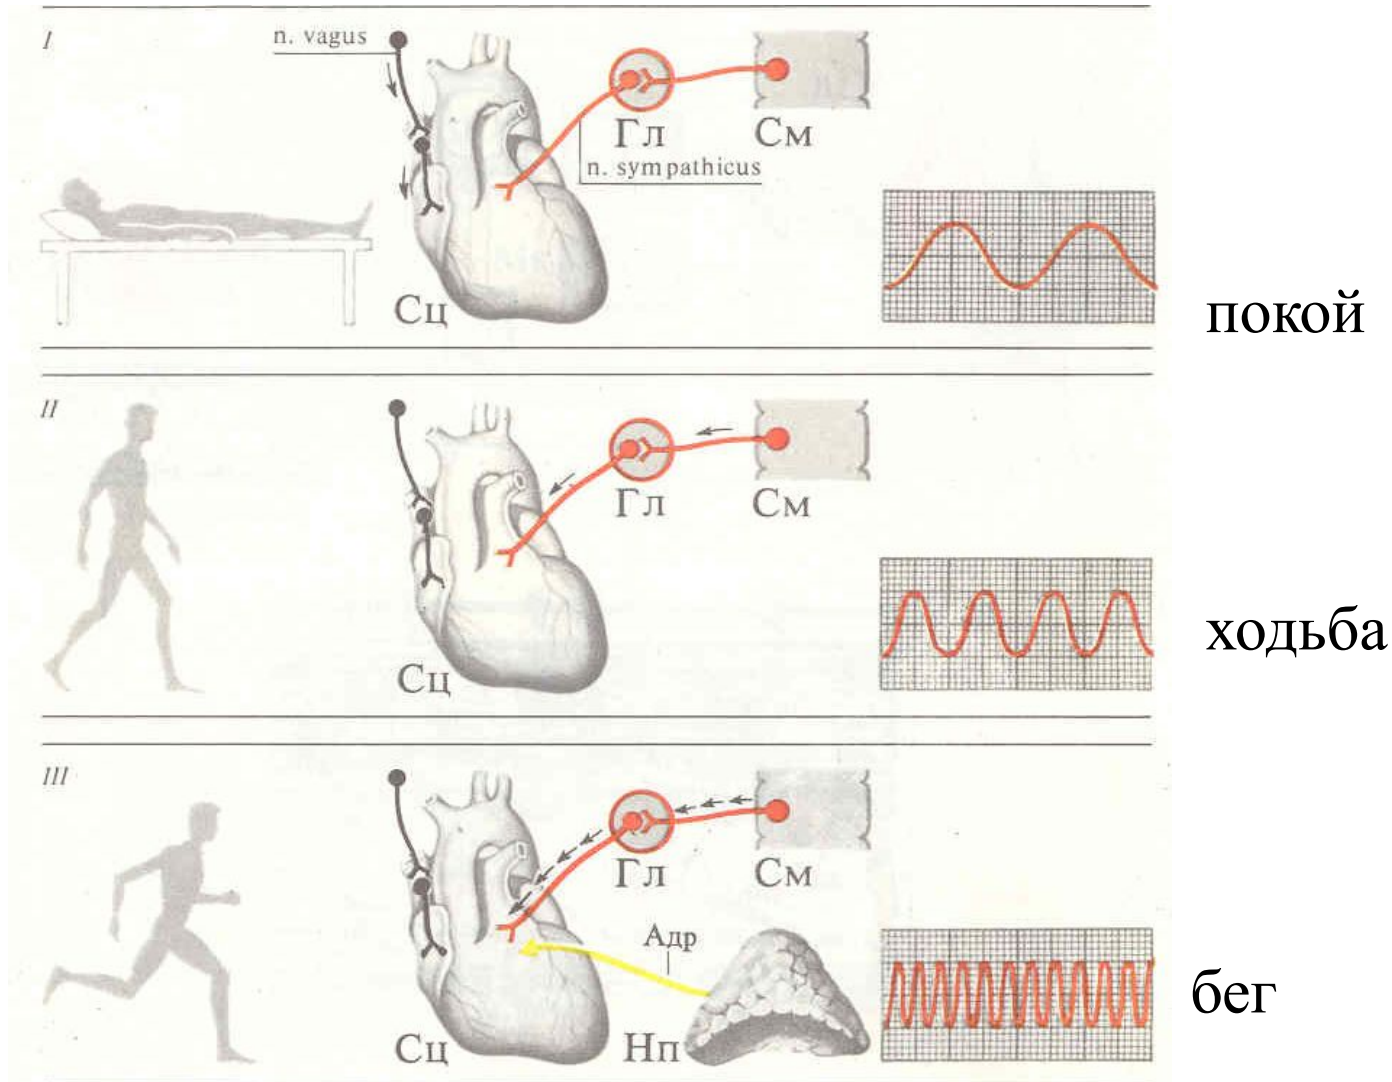 I
n. vagus
Гл
См
n. sympathicus
Сц
покой
II
Гл
См
Сц
ходьба
III
Гл
См
Адр
Сц
Нп
бег